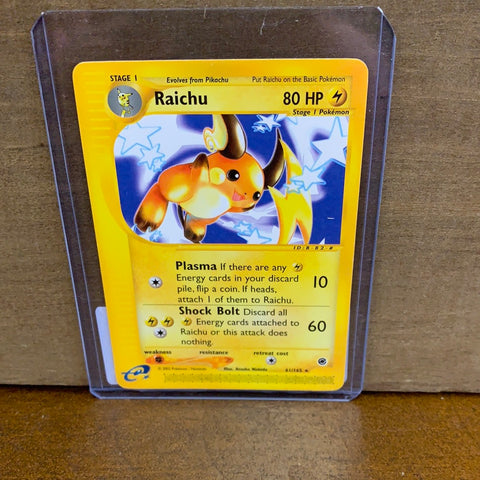 STAGE 1 Evolves from Pikachu Put Raichu on the Basic Pokémon
Raichu 80 HP
Stage 1 Pokémon
Plasma If there are any
Energy cards in your discard
pile, flip a coin. If heads,
attach 1 of them to Raichu.
10
Shock Bolt Discard all
Energy cards attached to
Raichu or this attack does
nothing.
60
weakness resistance retreat cost